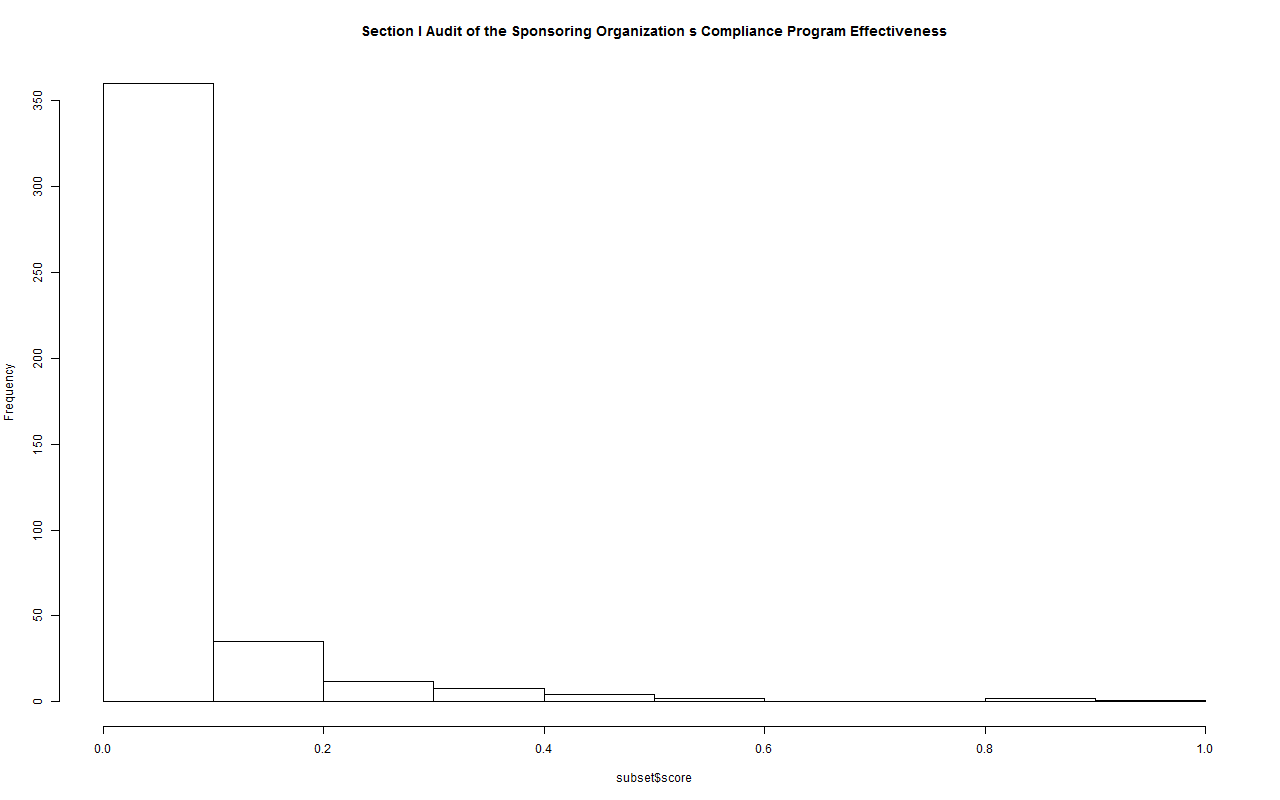 Section I Audit of the Sponsoring Organization s Compliance Program Effectiveness
Frequency
350
300
250
200
150
100
50
0
0.0 0.2 0.4 0.6 0.8 1.0
subset$score